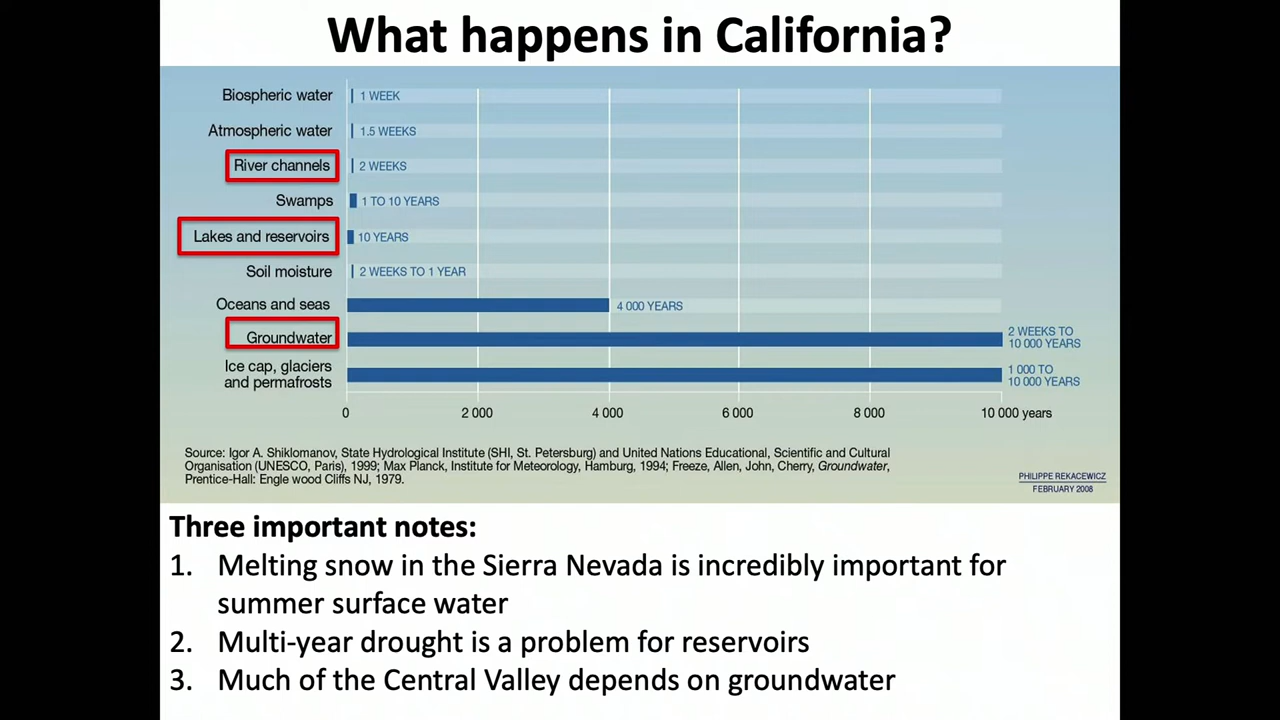 What happens in California?
Biospheric water
1 WEEK
Atmospheric water
1.5 WEEKS
River channels
2 WEEKS
Swamps
1 TO 10 YEARS
Lakes and reservoirs
10 YEARS
Soil moisture
2 WEEKS TO 1 YEAR
Oceans and seas
4 000 YEARS
Groundwater
2 WEEKS TO
10 000 YEARS
Ice cap, glaciers
and permafrosts
1 000 TO
10 000 YEARS
0 2 000 4 000 6 000 8 000 10 000 years
Source: Igor A. Shiklomanov, State Hydrological Institute (SHI, St. Petersburg) and United Nations Educational, Scientific and Cultural
Organisation (UNESCO, Paris), 1999; Max Planck, Institute for Meteorology, Hamburg, 1994; Freeze, Allen, John, Cherry, Groundwater,
Prentice-Hall: Engle wood Cliffs NJ, 1979.
PHILIPPE REKACEWICZ
FEBRUARY 2008
Three important notes:
1. Melting snow in the Sierra Nevada is incredibly important for
summer surface water
2. Multi-year drought is a problem for reservoirs
3. Much of the Central Valley depends on groundwater